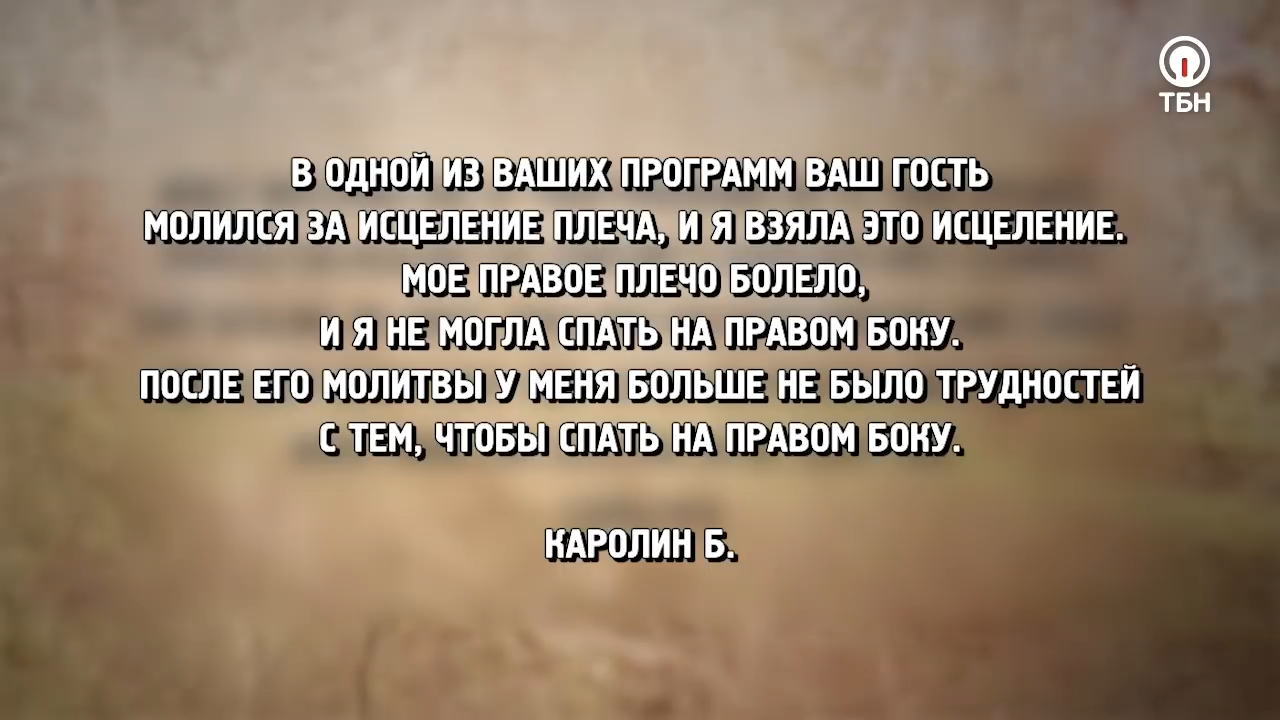 ТБН
В ОДНОЙ ИЗ ВАШИХ ПРОГРАММ ВАШ ГОСТЬ
МОЛИЛСЯ ЗА ИСЦЕЛЕНИЕ ПЛЕЧА, И Я ВЗЯЛА ЭТО ИСЦЕЛЕНИЕ.
МОЕ ПРАВОЕ ПЛЕЧО БОЛЕЛО,
И Я НЕ МОГЛА СПАТЬ НА ПРАВОМ БОКУ.
ПОСЛЕ ЕГО МОЛИТВЫ У МЕНЯ БОЛЬШЕ НЕ БЫЛО ТРУДНОСТЕЙ
С ТЕМ, ЧТОБЫ СПАТЬ НА ПРАВОМ БОКУ.
КАРОЛИН Б.